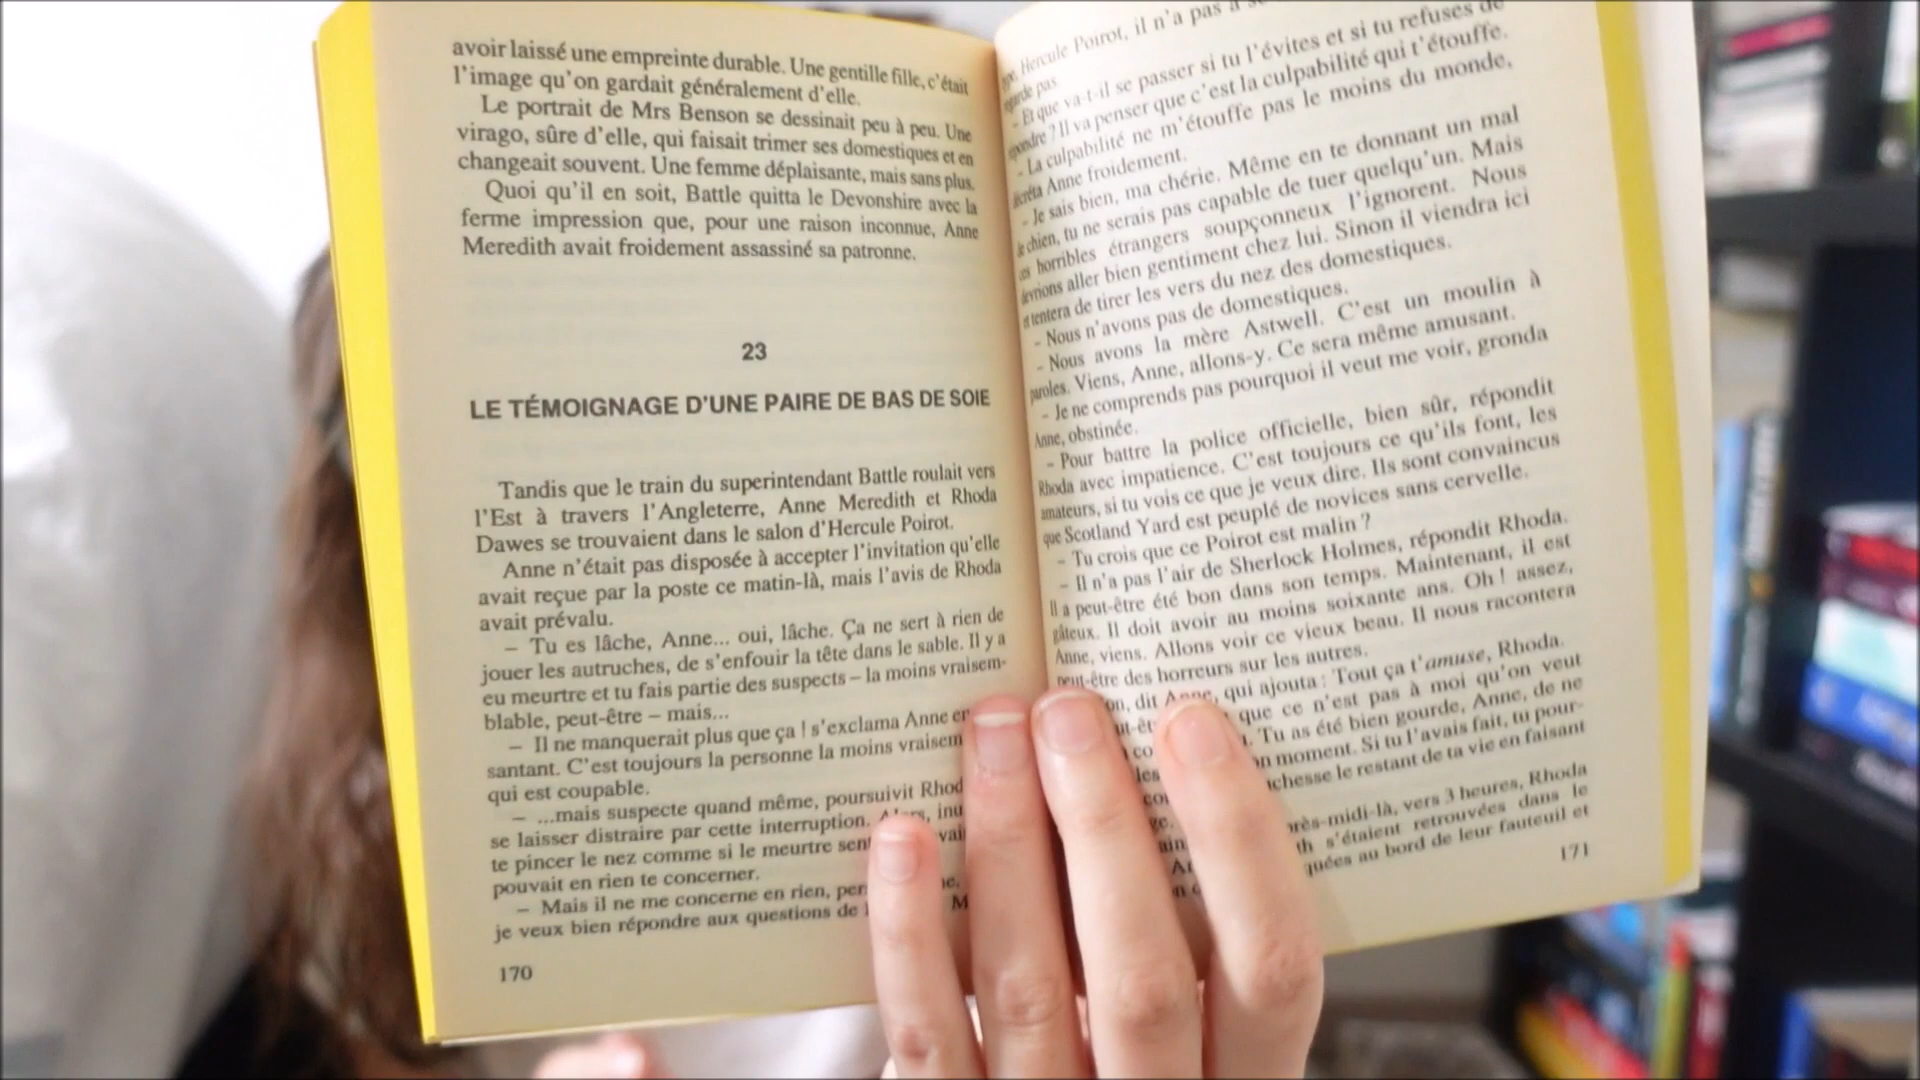 avoir laissé une empreinte durable. Une gentille fille, c'était
l'image qu'on gardait généralement d'elle.
Le portrait de Mrs Benson se dessinait peu à peu. Une
virago, sûre d'elle, qui faisait trimer ses domestiques et en
changeait souvent. Une femme déplaisante, mais sans plus.
Quoi qu'il en soit, Battle quitta le Devonshire avec la
ferme impression que, pour une raison inconnue, Anne
Meredith avait froidement assassiné sa patronne.
23
LE TÉMOIGNAGE D'UNE PAIRE DE BAS DE SOIE
Tandis que le train du superintendant Battle roulait vers
l'Est à travers l'Angleterre, Anne Meredith et Rhoda
Dawes se trouvaient dans le salon d'Hercule Poirot.
Anne n'était pas disposée à accepter l'invitation qu'elle
avait reçue par la poste ce matin-là, mais l'avis de Rhoda
avait prévalu.
– Tu es lâche, Anne... oui, lâche. Ça ne sert à rien de
jouer les autruches, de s'enfouir la tête dans le sable. Il y a
eu meurtre et tu fais partie des suspects – la moins vraisem-
blable, peut-être – mais...
– Il ne manquerait plus que ça ! s'exclama Anne en
santant. C'est toujours la personne la moins vraisem
qui est coupable.
– ...mais suspecte quand même, poursuivit Rhod
se laisser distraire par cette interruption. inu
te pincer le nez comme si le meurtre sent
pouvait en rien te concerner.
– Mais il ne me concerne en rien, per
je veux bien répondre aux questions de
170
Hercule Poirot, il n'a pas à
garde pas
- Et que va-t-il se passer si tu l'évites et si tu refuses de
répondre ? Il va penser que c'est la culpabilité qui t'étouffe.
- La culpabilité ne m'étouffe pas le moins du monde,
décréta Anne froidement.
- Je sais bien, ma chérie. Même en te donnant un mal
de chien, tu ne serais pas capable de tuer quelqu'un. Mais
ces horribles étrangers soupçonneux l'ignorent. Nous
devrions aller bien gentiment chez lui. Sinon il viendra ici
et tentera de tirer les vers du nez des domestiques.
- Nous n'avons pas de domestiques.
- Nous avons la mère Astwell. C'est un moulin à
paroles. Viens, Anne, allons-y. Ce sera même amusant.
- Je ne comprends pas pourquoi il veut me voir, gronda
Anne, obstinée.
- Pour battre la police officielle, bien sûr, répondit
Rhoda avec impatience. C'est toujours ce qu'ils font, les
amateurs, si tu vois ce que je veux dire. Ils sont convaincus
que Scotland Yard est peuplé de novices sans cervelle.
- Tu crois que ce Poirot est malin ?
- Il n'a pas l'air de Sherlock Holmes, répondit Rhoda.
Il a peut-être été bon dans son temps. Maintenant, il est
gâteux. Il doit avoir au moins soixante ans. Oh ! assez,
Anne, viens. Allons voir ce vieux beau. Il nous racontera
peut-être des horreurs sur les autres.
dit Anne, qui ajouta : Tout ça t'amuse, Rhoda.
que ce n'est pas à moi qu'on veut
Tu as été bien gourde, Anne, de ne
moment. Si tu l'avais fait, tu pour-
chesse le restant de ta vie en faisant
rès-midi-là, vers 3 heures, Rhoda
th s'étaient retrouvées dans le
quées au bord de leur fauteuil et
171